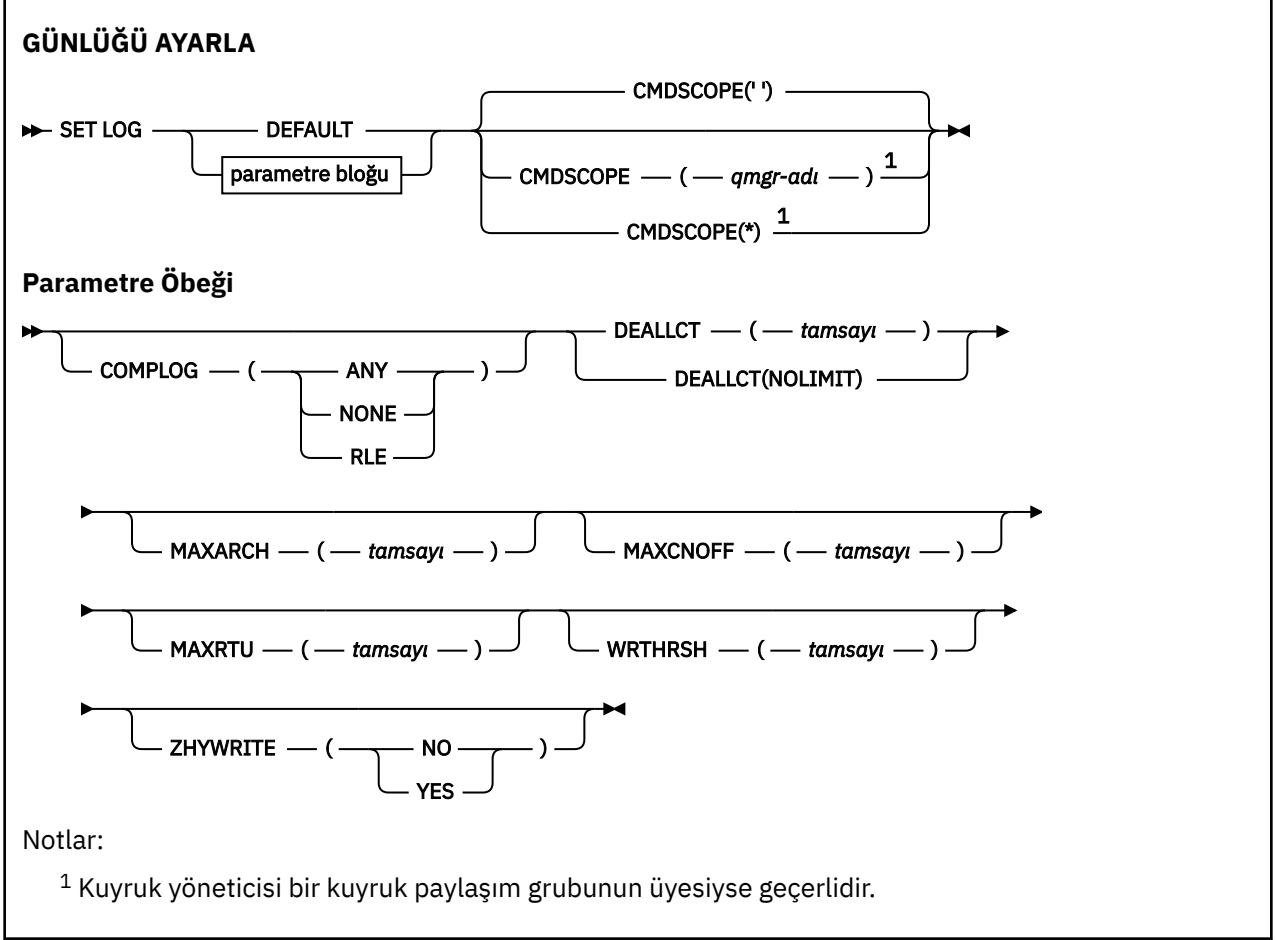 GÜNLÜĞÜ AYARLA
CMDSCOPE(' ')
SET LOG DEFAULT
parametre bloğu
CMDSCOPE ( qmgr-adı ) 1
CMDSCOPE(*) 1
Parametre Öbeği
DEALLCT ( tamsayı )
COMPLOG ( ANY )
DEALLCT(NOLIMIT)
NONE
RLE
MAXARCH ( tamsayı ) MAXCNOFF ( tamsayı )
MAXRTU ( tamsayı ) WRTHRSH ( tamsayı )
ZHYWRITE ( NO )
YES
Notlar:
1 Kuyruk yöneticisi bir kuyruk paylaşım grubunun üyesiyse geçerlidir.